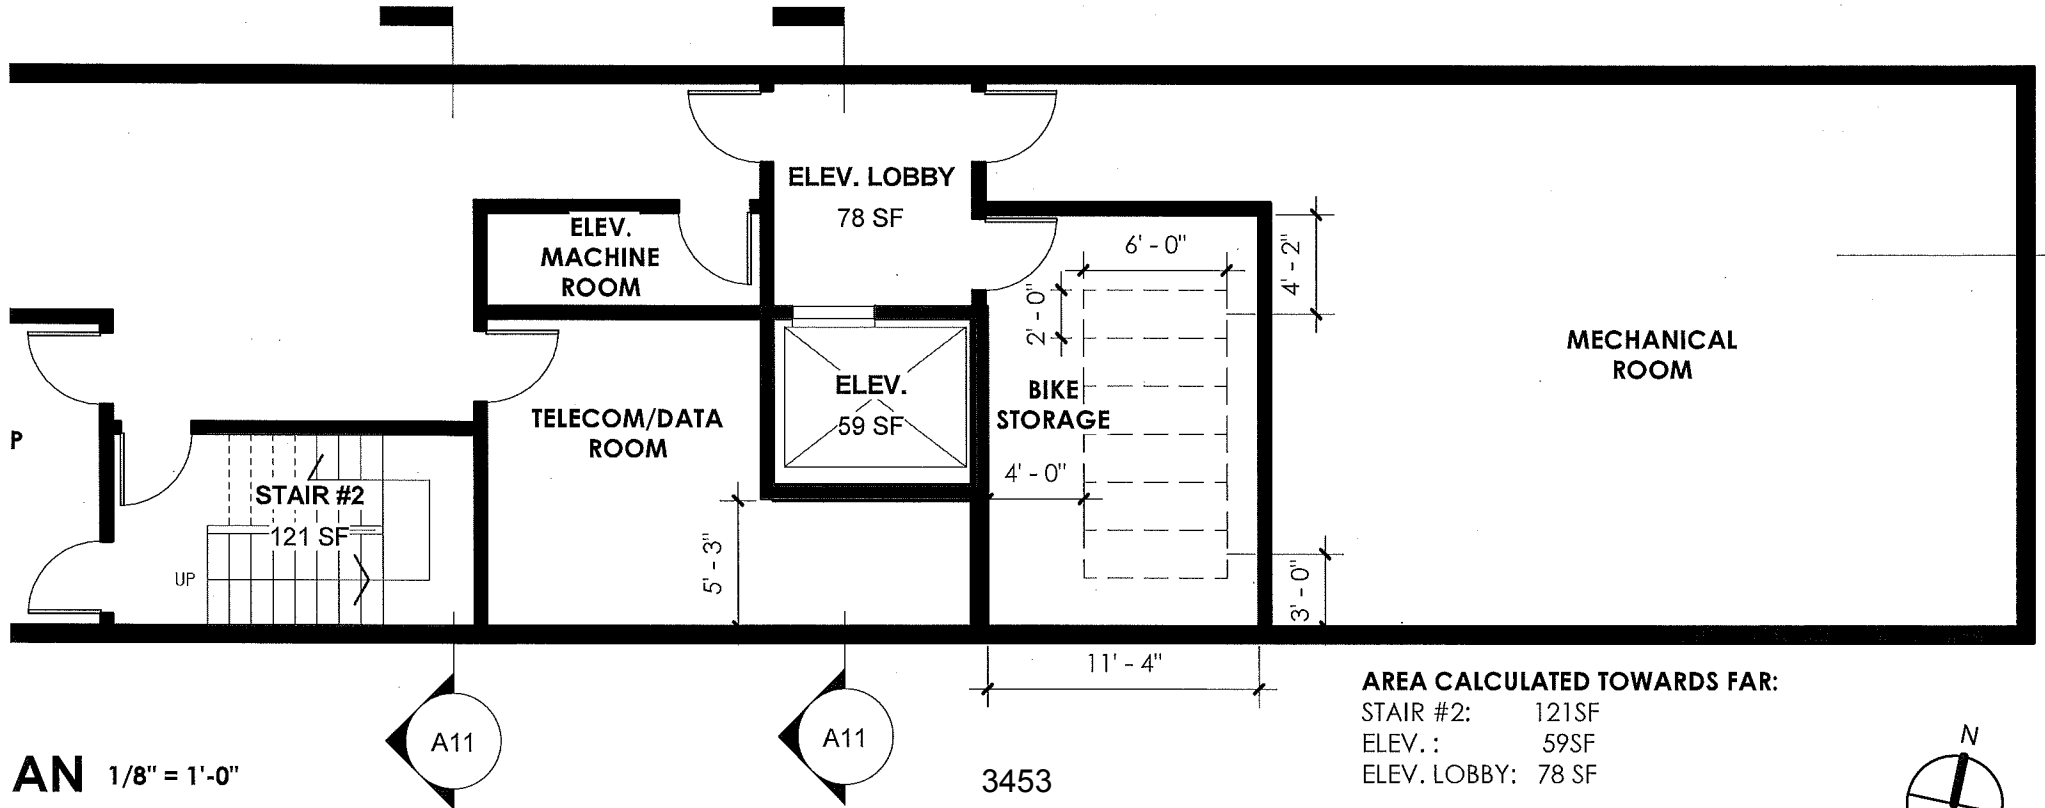 ELEV. LOBBY
78 SF
ELEV.
MACHINE
ROOM
6' - 0"
4' - 2"
2' - 0"
MECHANICAL
ROOM
ELEV.
59 SF
BIKE
STORAGE
TELECOM/DATA
ROOM
P
4' - 0"
STAIR #2
121 SF
UP
5' - 3"
3' - 0"
11' - 4"
AREA CALCULATED TOWARDS FAR:
STAIR #2: 121SF
ELEV. : 59SF
ELEV. LOBBY: 78 SF
A11
A11
N
AN 1/8" = 1'-0"
3453